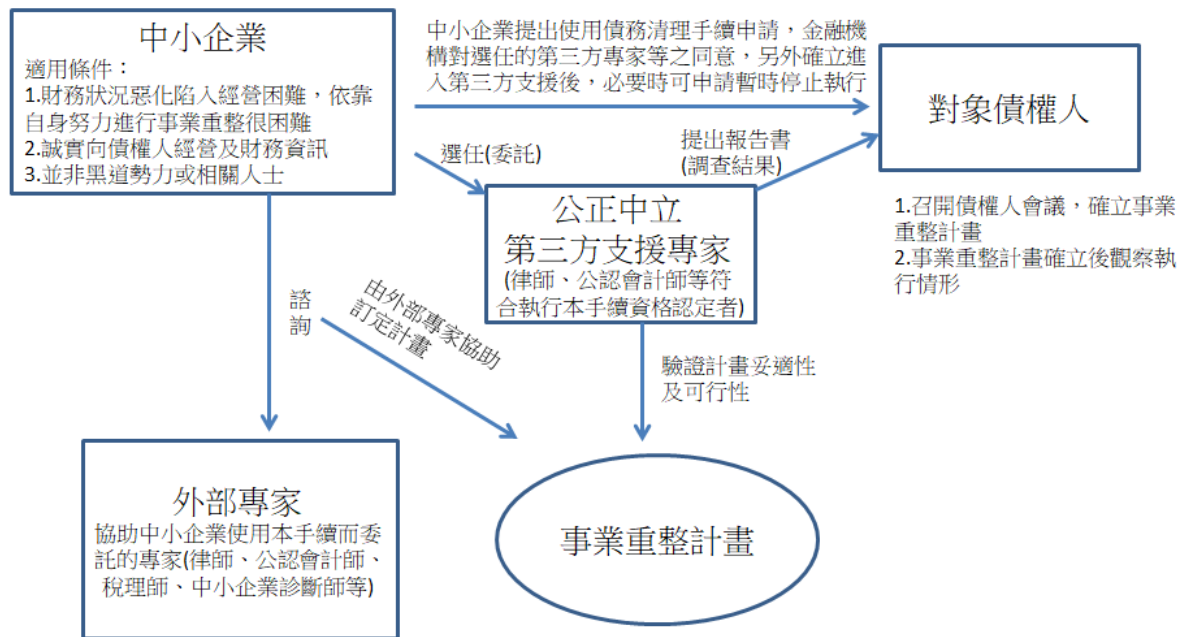 中小企業
適用條件：
1.財務狀況惡化陷入經營困難，依靠
自身努力進行事業重整很困難
2.誠實向債權人經營及財務資訊
3.並非黑道勢力或相關人士
中小企業提出使用債務清理手續申請，金融機
構對選任的第三方專家等之同意，另外確立進
入第三方支援後，必要時可申請暫時停止執行
對象債權人
選任(委託)
提出報告書
(調查結果)
公正中立
第三方支援專家
(律師、公認會計師等符
合執行本手續資格認定者)
1.召開債權人會議，確立事業
重整計畫
2.事業重整計畫確立後觀察執
行情形
諮
詢
由外部專家協助
訂定計畫
驗證計畫妥適性
及可行性
外部專家
協助中小企業使用本手續而委
託的專家(律師、公認會計師、
稅理師、中小企業診斷師等)
事業重整計畫